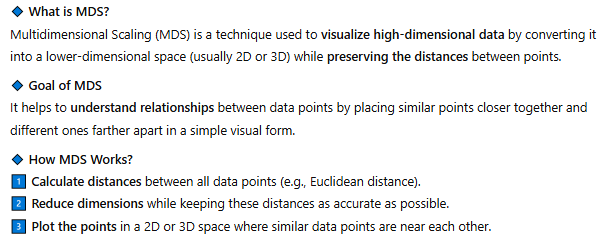 🔹 What is MDS?
Multidimensional Scaling (MDS) is a technique used to visualize high-dimensional data by converting it
into a lower-dimensional space (usually 2D or 3D) while preserving the distances between points.
🔹 Goal of MDS
It helps to understand relationships between data points by placing similar points closer together and
different ones farther apart in a simple visual form.
🔹 How MDS Works?
1️⃣ Calculate distances between all data points (e.g., Euclidean distance).
2️⃣ Reduce dimensions while keeping these distances as accurate as possible.
3️⃣ Plot the points in a 2D or 3D space where similar data points are near each other.